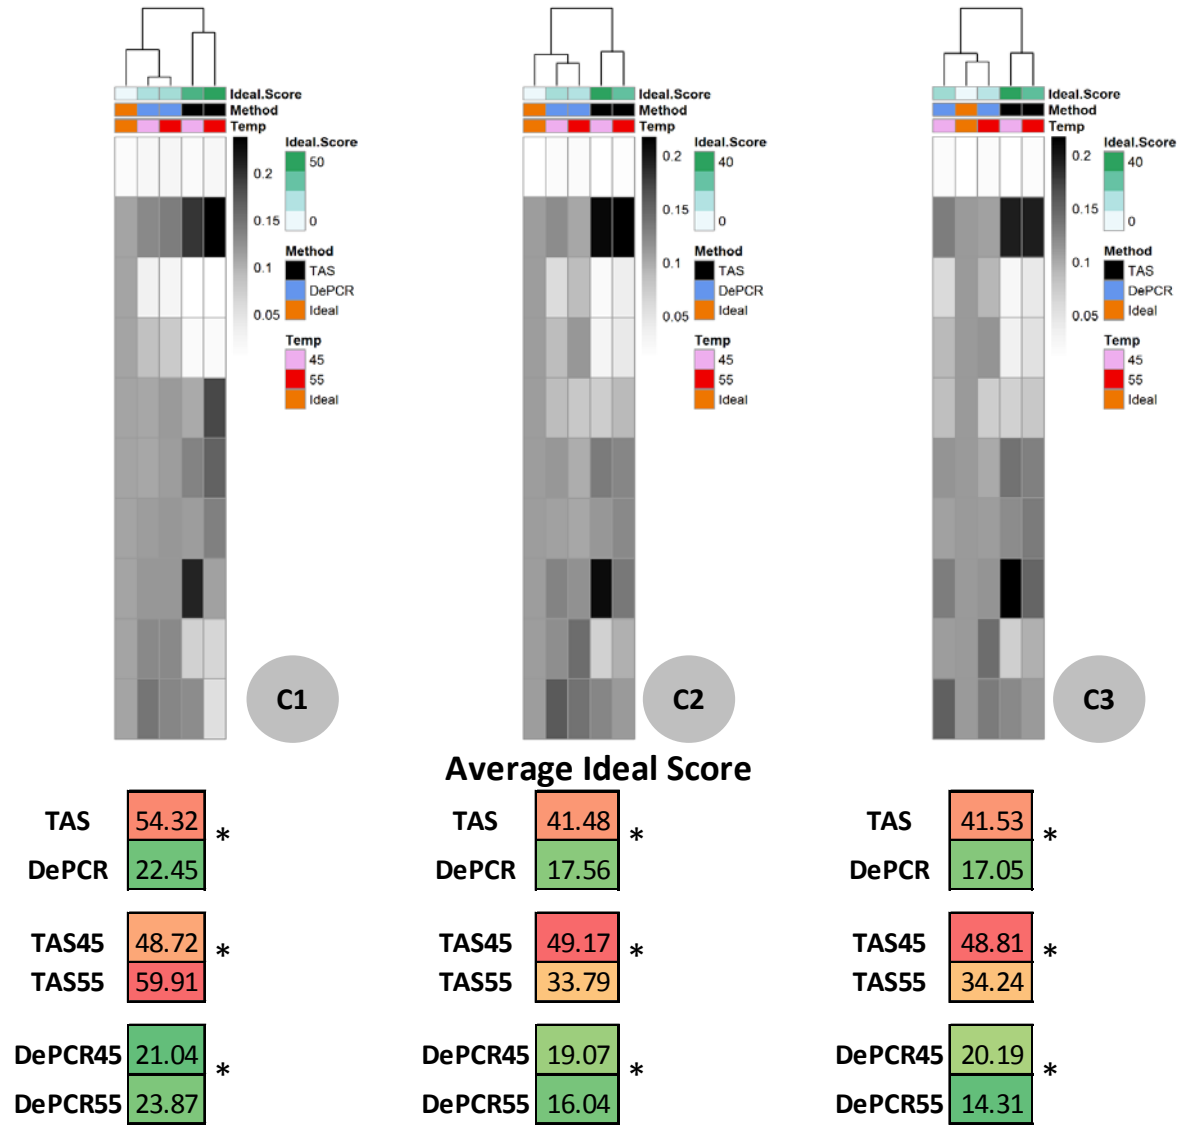 Ideal.Score
Method
Temp
Ideal.Score
50
0
Method
TAS
DePCR
Ideal
Temp
45
55
Ideal
0.2
0.15
0.1
0.05
C1
Ideal.Score
Method
Temp
Ideal.Score
40
0
Method
TAS
DePCR
Ideal
Temp
45
55
Ideal
0.2
0.15
0.1
0.05
C2
Ideal.Score
Method
Temp
Ideal.Score
40
0
Method
TAS
DePCR
Ideal
Temp
45
55
Ideal
0.2
0.15
0.1
0.05
C3
Average Ideal Score
TAS 54.32 *
DePCR 22.45
TAS45 48.72 *
TAS55 59.91
DePCR45 21.04 *
DePCR55 23.87
TAS 41.48 *
DePCR 17.56
TAS45 49.17 *
TAS55 33.79
DePCR45 19.07 *
DePCR55 16.04
TAS 41.53 *
DePCR 17.05
TAS45 48.81 *
TAS55 34.24
DePCR45 20.19 *
DePCR55 14.31